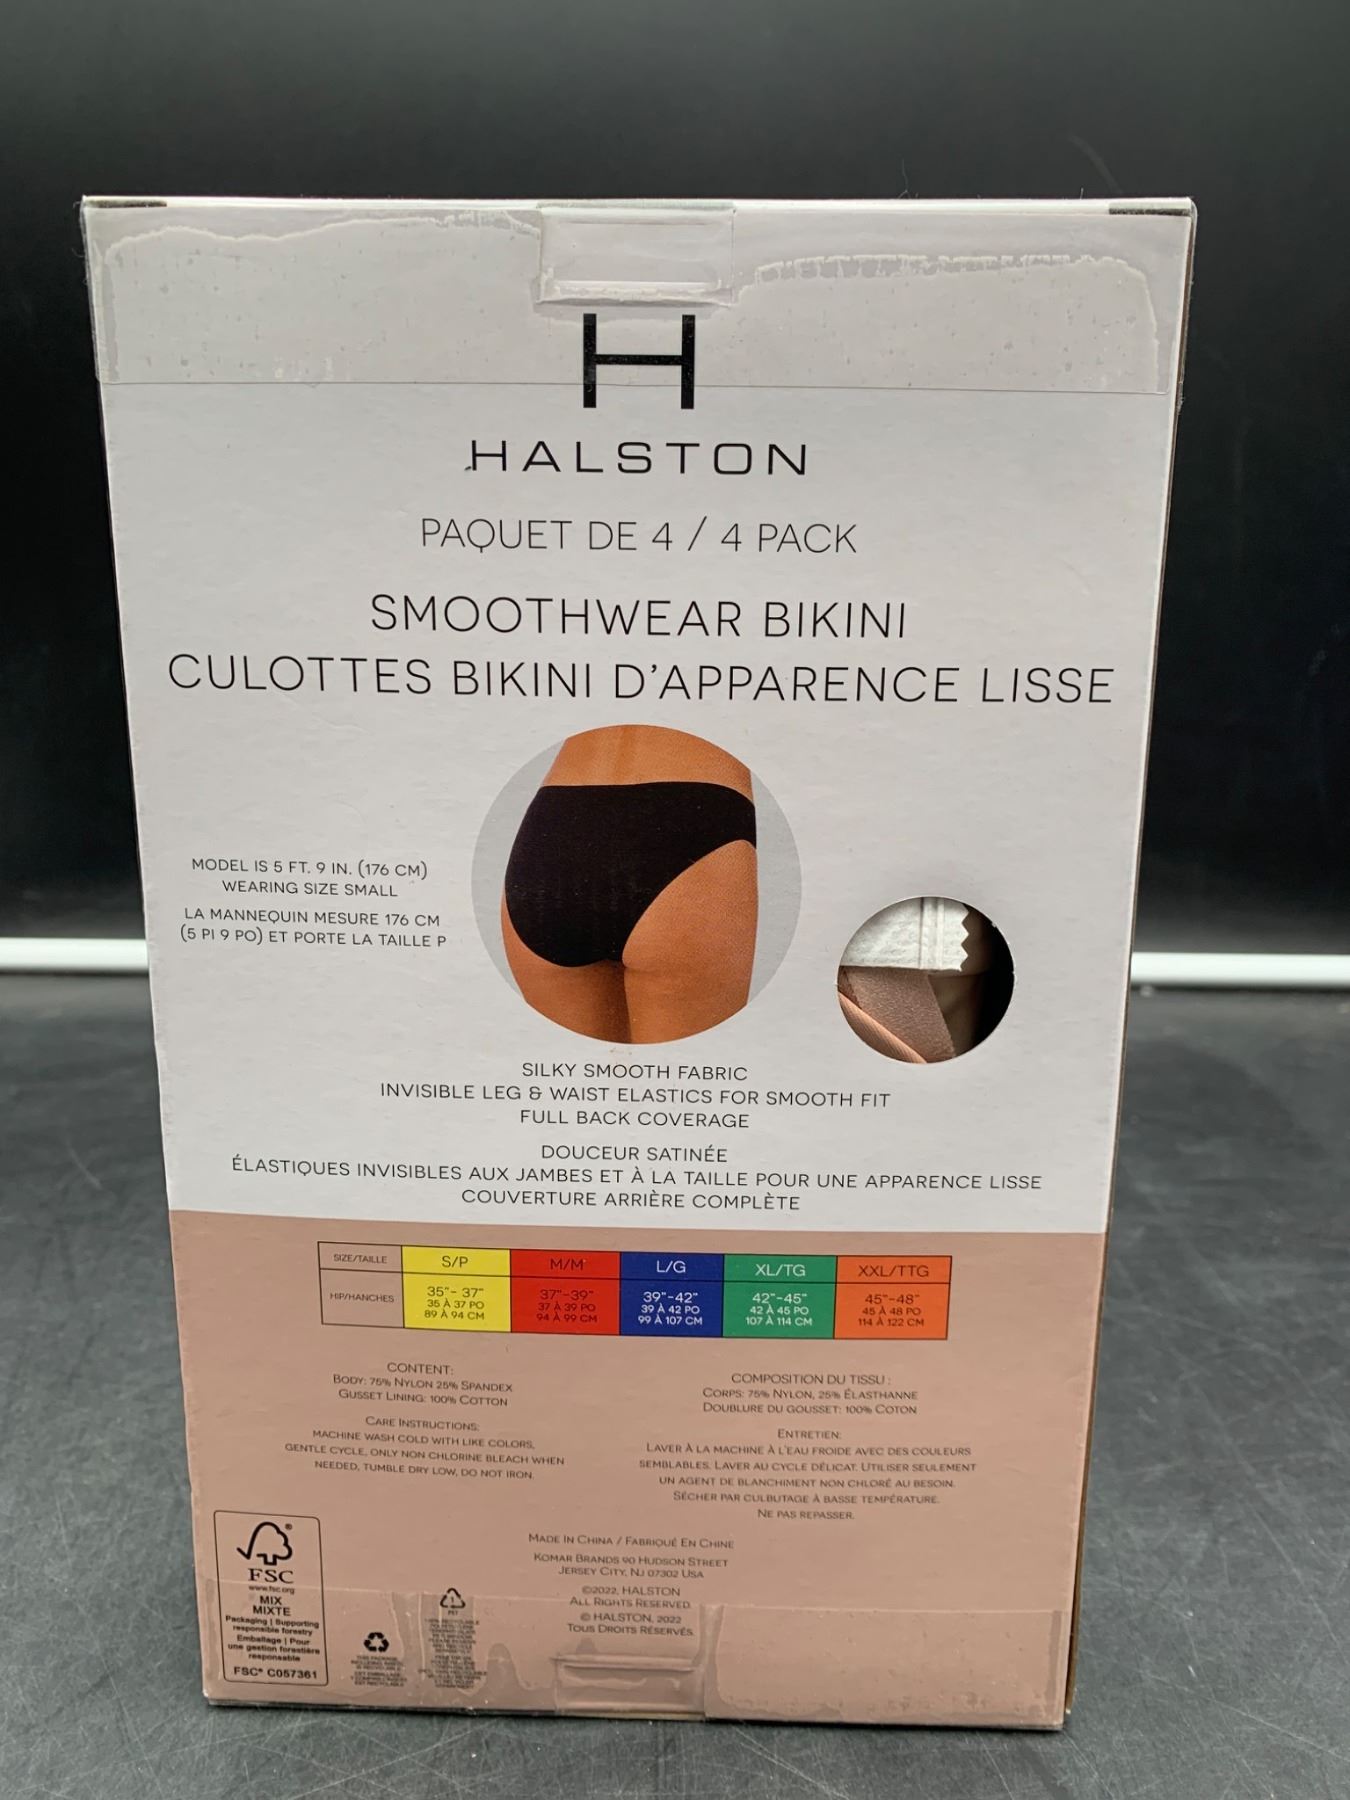 H
HALSTON
PAQUET DE 4 / 4 PACK
SMOOTHWEAR BIKINI
CULOTTES BIKINI D'APPARENCE LISSE
MODEL IS 5 FT. 9 IN. (176 CM)
WEARING SIZE SMALL
LA MANNEQUIN MESURE 176 CM
(5 PI 9 PO) ET PORTE LA TAILLE P
SILKY SMOOTH FABRIC
INVISIBLE LEG & WAIST ELASTICS FOR SMOOTH FIT
FULL BACK COVERAGE
DOUCEUR SATINÉE
ÉLASTIQUES INVISIBLES AUX JAMBES ET À LA TAILLE POUR UNE APPARENCE LISSE
COUVERTURE ARRIÈRE COMPLÈTE
SIZE/TAILLE S/P M/M L/G XL/TG XXL/TTG
HIP/HANCHES 35"- 37" 37"-39" 39"-42" 42"-45" 45"-48"
35 À 37 PO 37 À 39 PO 39 À 42 PO 42 À 45 PO 45 À 48 PO
89 À 94 CM 94 À 99 CM 99 À 107 CM 107 À 114 CM 114 À 122 CM
CONTENT:
BODY: 75% NYLON 25% SPANDEX
GUSSET LINING: 100% COTTON
CARE INSTRUCTIONS:
MACHINE WASH COLD WITH LIKE COLORS,
GENTLE CYCLE, ONLY NON CHLORINE BLEACH WHEN
NEEDED, TUMBLE DRY LOW, DO NOT IRON.
COMPOSITION DU TISSU :
CORPS: 75% NYLON, 25% ÉLASTHANNE
DOUBLURE DU GOUSSET: 100% COTON
ENTRETIEN:
LAVER À LA MACHINE À L'EAU FROIDE AVEC DES COULEURS
SEMBLABLES. LAVER AU CYCLE DÉLICAT. UTILISER SEULEMENT
UN AGENT DE BLANCHIMENT NON CHLORÉ AU BESOIN.
SÉCHER PAR CULBUTAGE À BASSE TEMPÉRATURE.
NE PAS REPASSER.
MADE IN CHINA / FABRIQUÉ EN CHINE
KOMAR BRANDS 90 HUDSON STREET
JERSEY CITY, NJ 07302 USA
©2022, HALSTON
ALL RIGHTS RESERVED.
© HALSTON, 2022
TOUS DROITS RÉSERVÉS.
®
FSC
www.fsc.org
MIX
MIXTE
Packaging | Supporting
responsible forestry
Emballage | Pour
une gestion forestière
responsable
FSC® C057361
1
PET